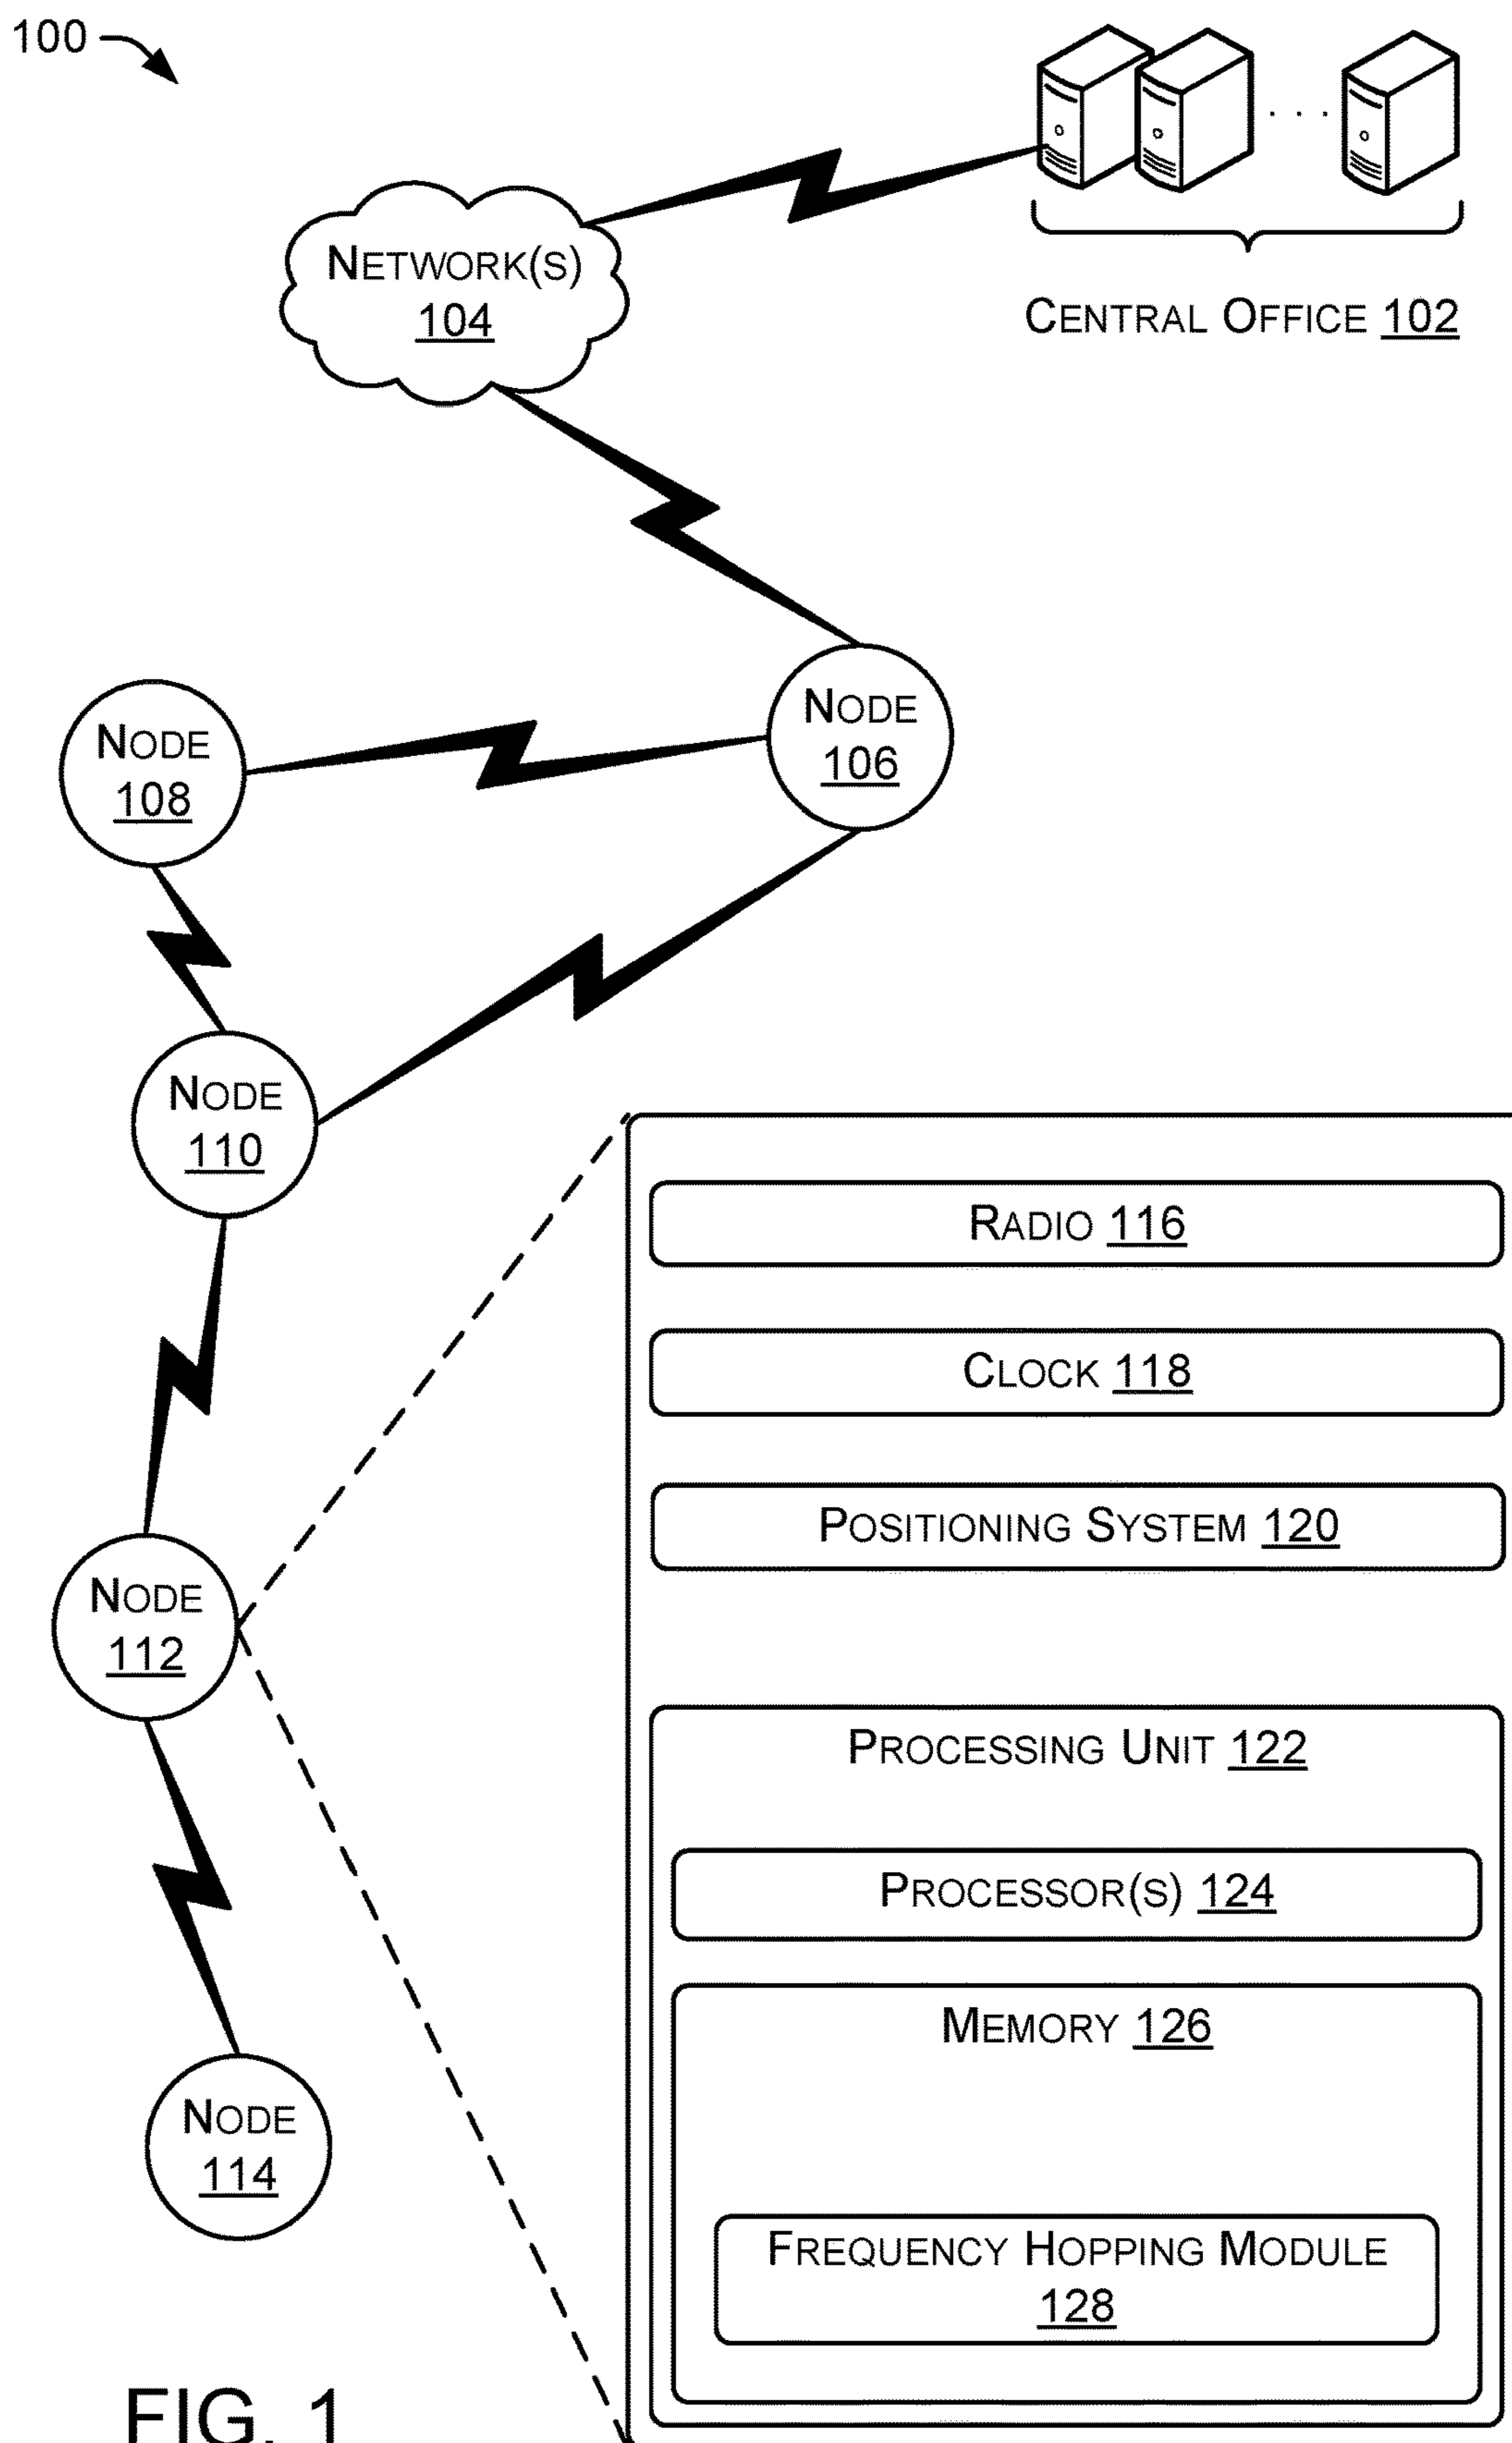 100
NETWORK(S)
104
CENTRAL OFFICE 102
NODE
106
NODE
108
NODE
110
RADIO 116
CLOCK 118
POSITIONING SYSTEM 120
NODE
112
PROCESSING UNIT 122
PROCESSOR(S) 124
MEMORY 126
NODE
114
FREQUENCY HOPPING MODULE
128
FIG. 1